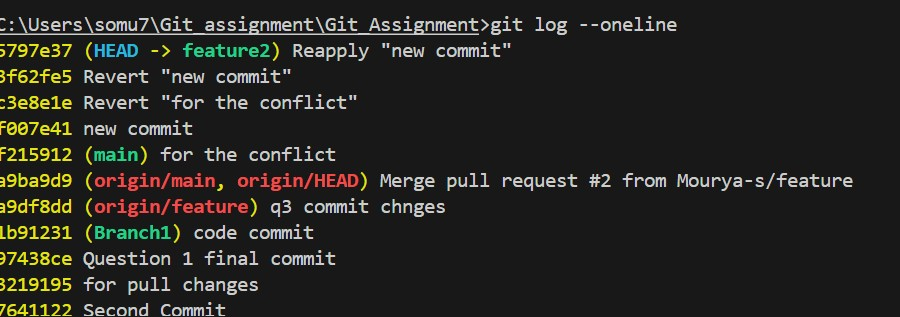 C:\Users\somu7\Git_assignment\Git_Assignment>git log --oneline
5797e37 (HEAD -> feature2) Reapply "new commit"
3f62fe5 Revert "new commit"
c3e8e1e Revert "for the conflict"
f007e41 new commit
f215912 (main) for the conflict
a9ba9d9 (origin/main, origin/HEAD) Merge pull request #2 from Mourya-s/feature
a9df8dd (origin/feature) q3 commit chnges
1b91231 (Branch1) code commit
97438ce Question 1 final commit
3219195 for pull changes
7641122 Second Commit